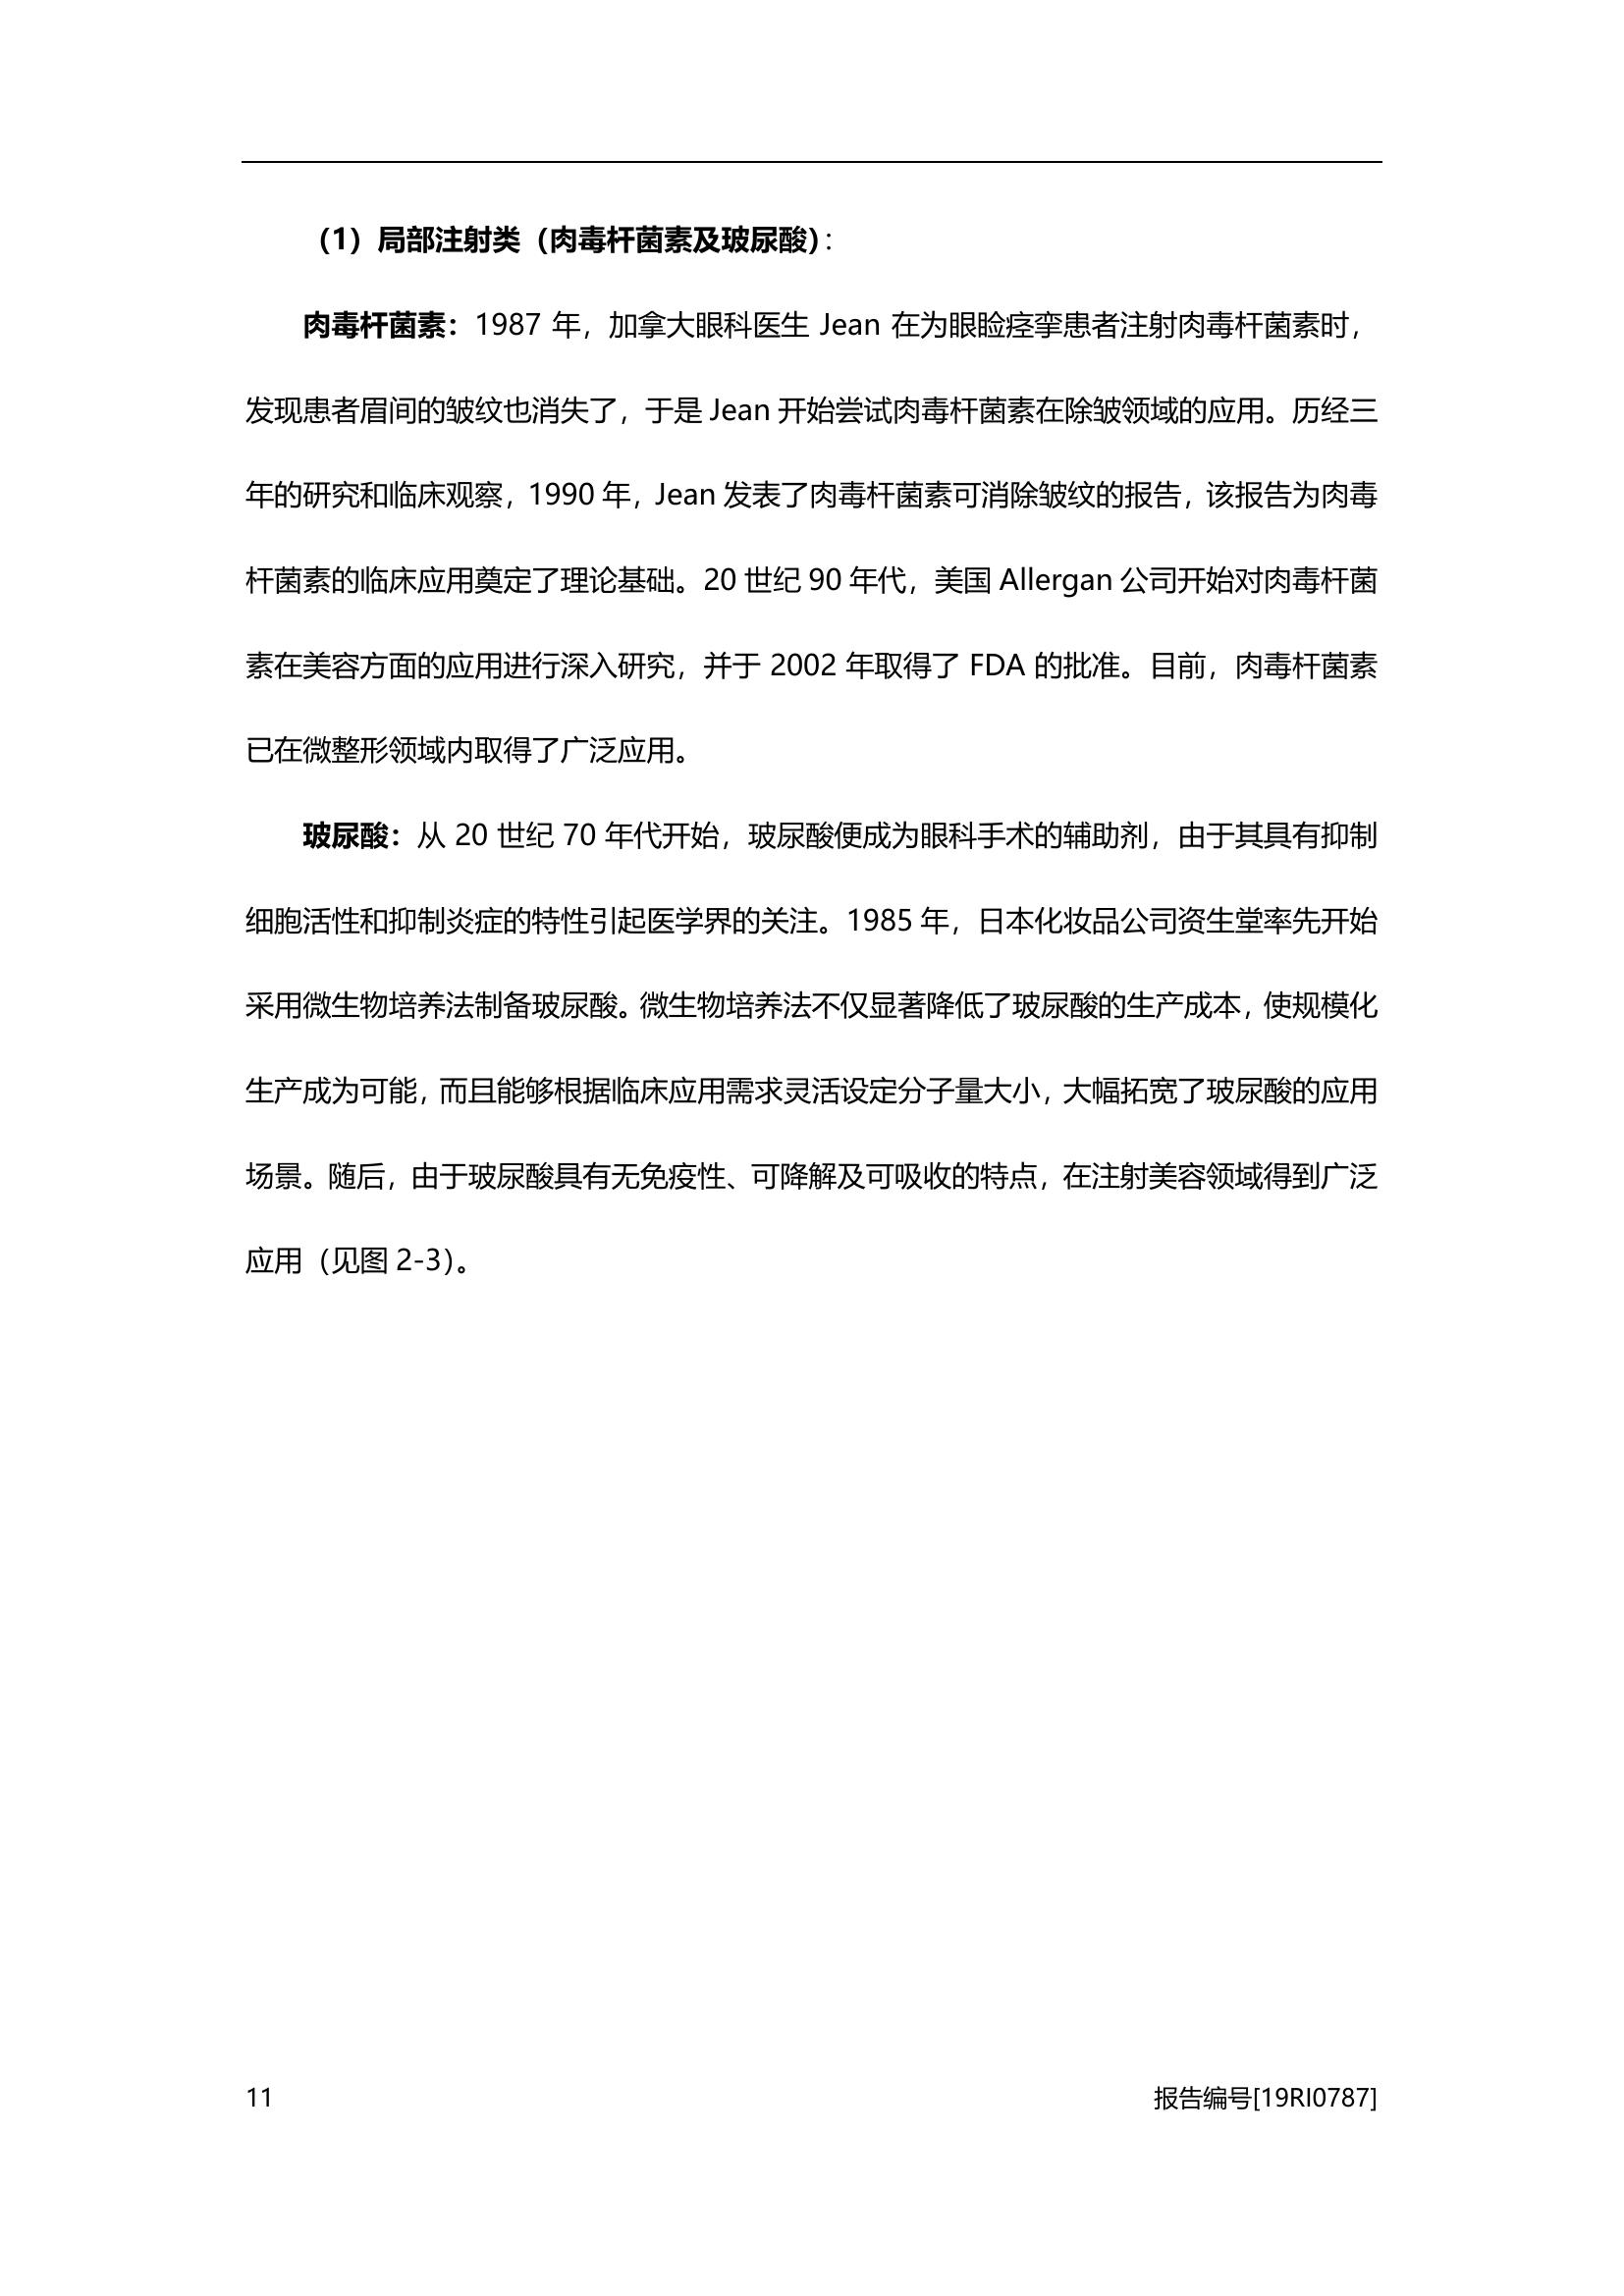 （1）局部注射类（肉毒杆菌素及玻尿酸）：
肉毒杆菌素：1987 年，加拿大眼科医生 Jean 在为眼睑痉挛患者注射肉毒杆菌素时，
发现患者眉间的皱纹也消失了，于是 Jean 开始尝试肉毒杆菌素在除皱领域的应用。历经三
年的研究和临床观察，1990 年，Jean 发表了肉毒杆菌素可消除皱纹的报告，该报告为肉毒
杆菌素的临床应用奠定了理论基础。20 世纪 90 年代，美国 Allergan 公司开始对肉毒杆菌
素在美容方面的应用进行深入研究，并于 2002 年取得了 FDA 的批准。目前，肉毒杆菌素
已在微整形领域内取得了广泛应用。
玻尿酸：从 20 世纪 70 年代开始，玻尿酸便成为眼科手术的辅助剂，由于其具有抑制
细胞活性和抑制炎症的特性引起医学界的关注。1985 年，日本化妆品公司资生堂率先开始
采用微生物培养法制备玻尿酸。微生物培养法不仅显著降低了玻尿酸的生产成本，使规模化
生产成为可能，而且能够根据临床应用需求灵活设定分子量大小，大幅拓宽了玻尿酸的应用
场景。随后，由于玻尿酸具有无免疫性、可降解及可吸收的特点，在注射美容领域得到广泛
应用（见图 2-3）。
11 报告编号[19RI0787]